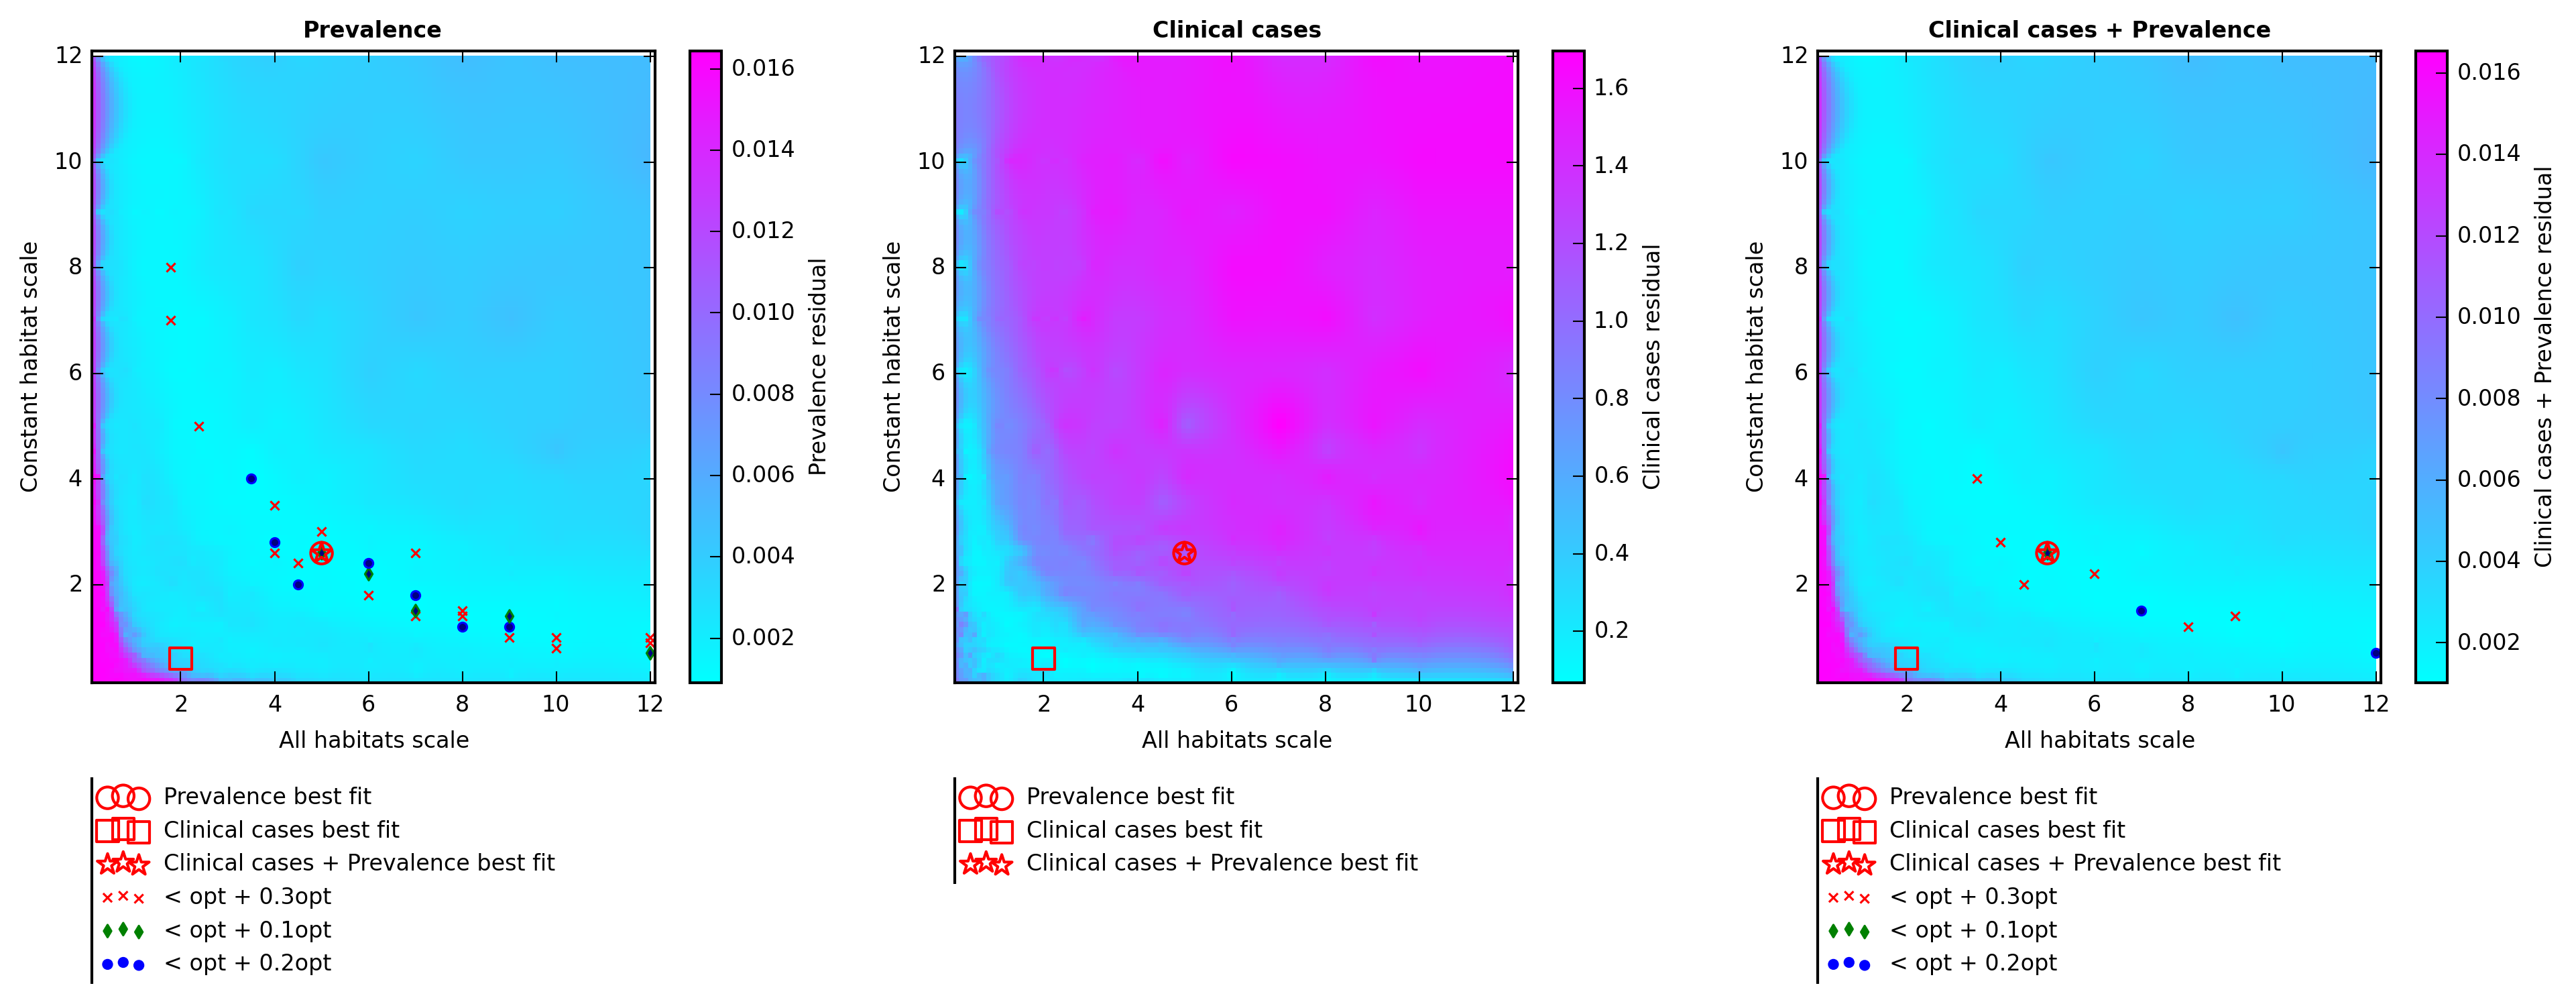 Prevalence
12
10
8
6
4
2
Constant habitat scale
2 4 6 8 10 12
All habitats scale
0.016
0.014
0.012
0.010
0.008
0.006
0.004
0.002
Prevalence residual
Prevalence best fit
Clinical cases best fit
Clinical cases + Prevalence best fit
< opt + 0.3opt
< opt + 0.1opt
< opt + 0.2opt
Clinical cases
12
10
8
6
4
2
Constant habitat scale
2 4 6 8 10 12
All habitats scale
1.6
1.4
1.2
1.0
0.8
0.6
0.4
0.2
Clinical cases residual
Prevalence best fit
Clinical cases best fit
Clinical cases + Prevalence best fit
Clinical cases + Prevalence
12
10
8
6
4
2
Constant habitat scale
2 4 6 8 10 12
All habitats scale
0.016
0.014
0.012
0.010
0.008
0.006
0.004
0.002
Clinical cases + Prevalence residual
Prevalence best fit
Clinical cases best fit
Clinical cases + Prevalence best fit
< opt + 0.3opt
< opt + 0.1opt
< opt + 0.2opt